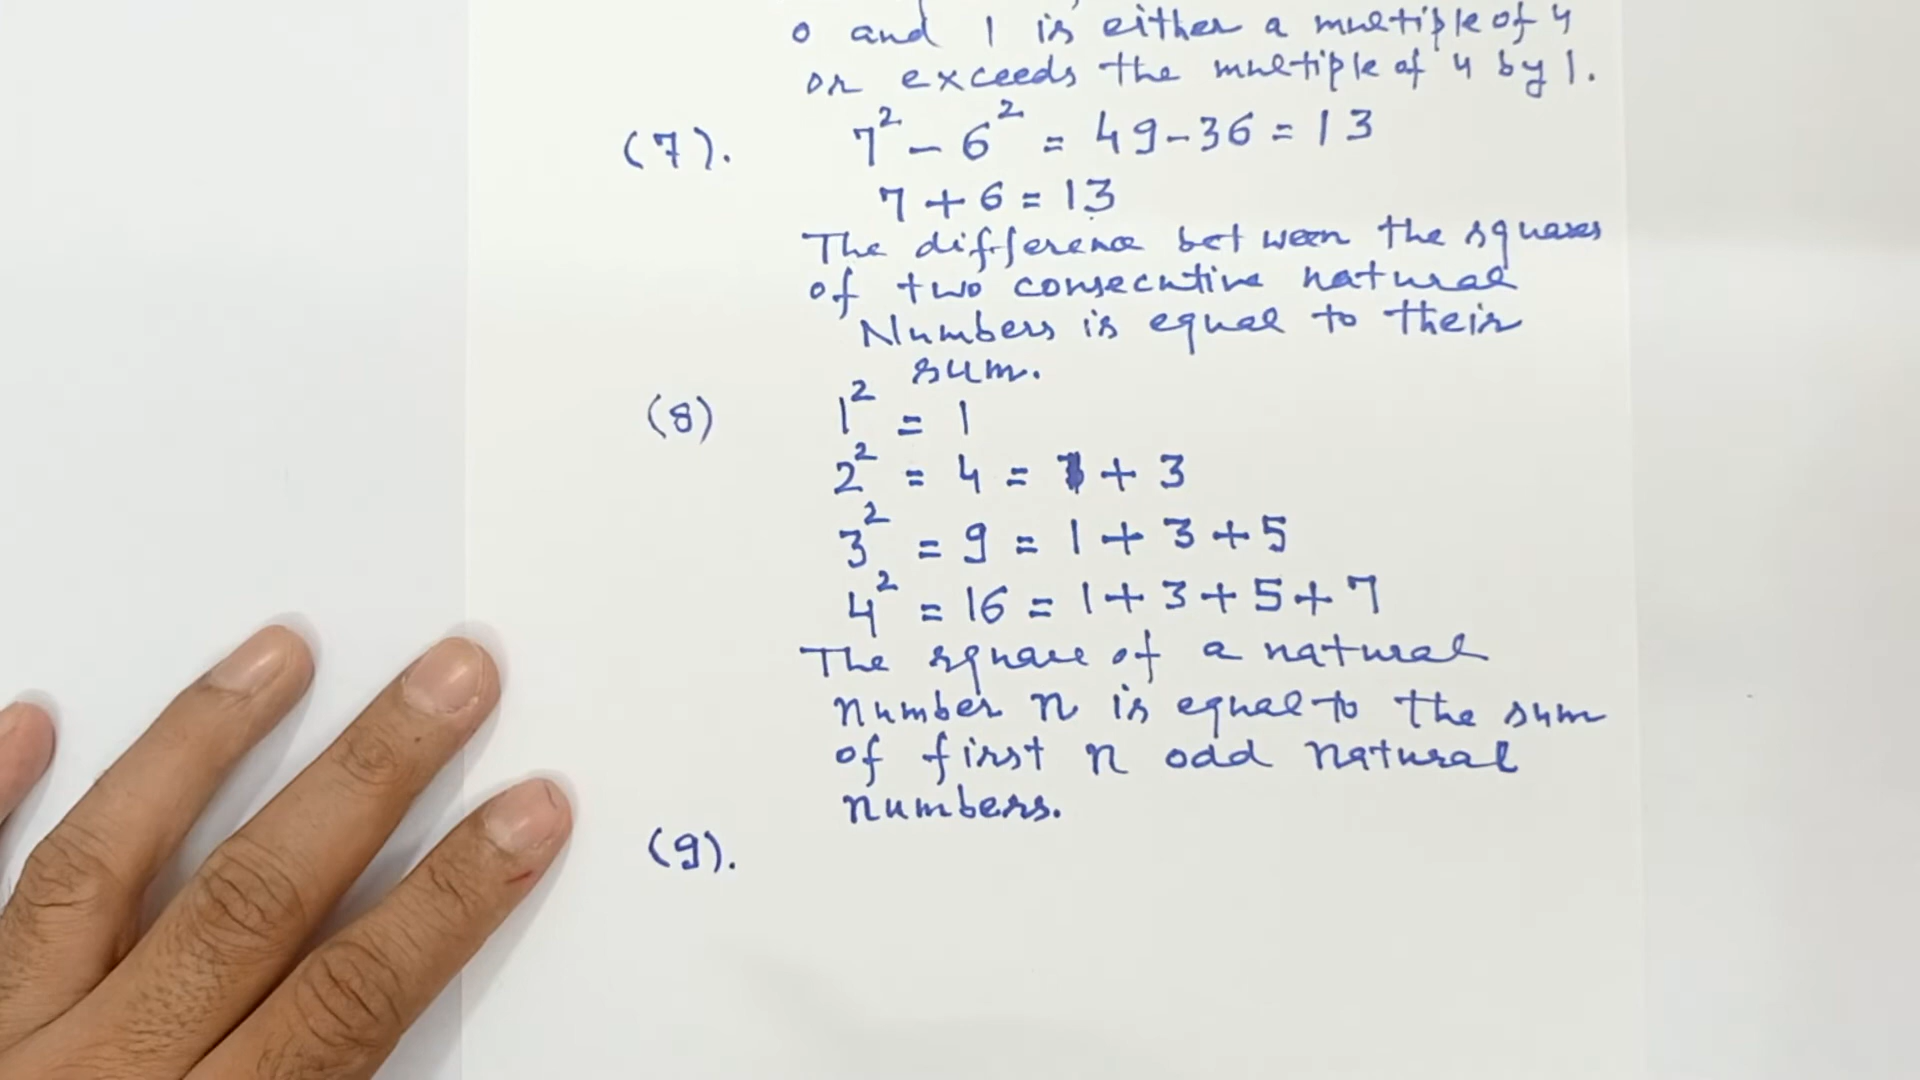 0 and 1 is either a multiple of 4
or exceeds the multiple of 4 by 1.
(7). 7² - 6² = 49-36 = 13
7 + 6 = 13
The difference between the squares
of two consecutive natural
Numbers is equal to their
sum.
(8) 1² = 1
2² = 4 = 1 + 3
3² = 9 = 1 + 3 + 5
4² = 16 = 1 + 3 + 5 + 7
The square of a natural
number n is equal to the sum
of first n odd natural
numbers.
(9).